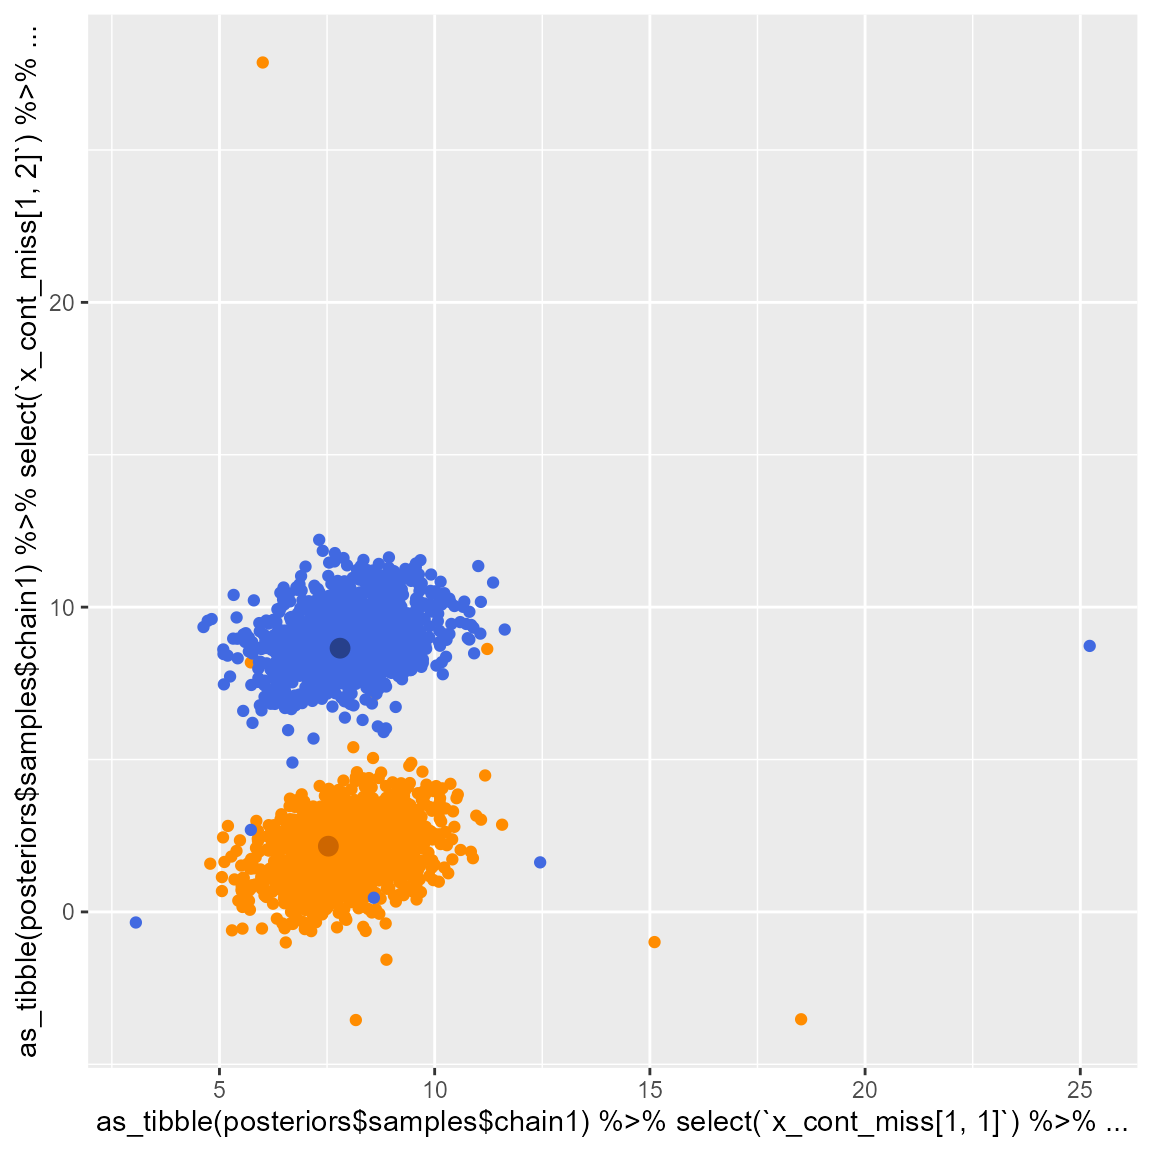 as_tibble(posteriors$samples$chain1) %>% select(`x_cont_miss[1, 2]`) %>% ...
20
10
0
5 10 15 20 25
as_tibble(posteriors$samples$chain1) %>% select(`x_cont_miss[1, 1]`) %>% ...